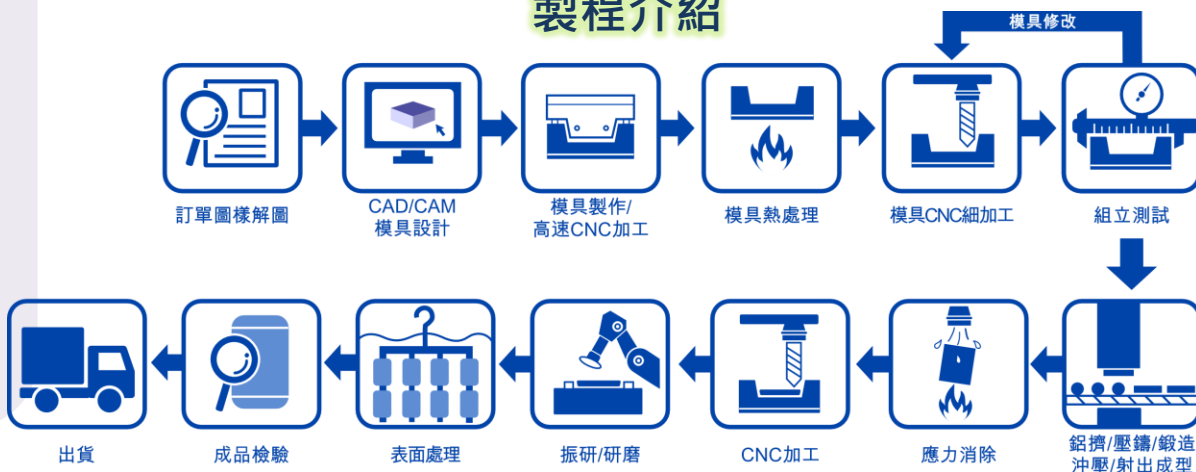 製程介紹
模具修改
訂單圖樣解圖
CAD/CAM
模具設計
模具製作/
高速CNC加工
模具熱處理
模具CNC細加工
組立測試
出貨
成品檢驗
表面處理
振研/研磨
CNC加工
應力消除
鋁擠/壓鑄/鍛造
沖壓/射出成型